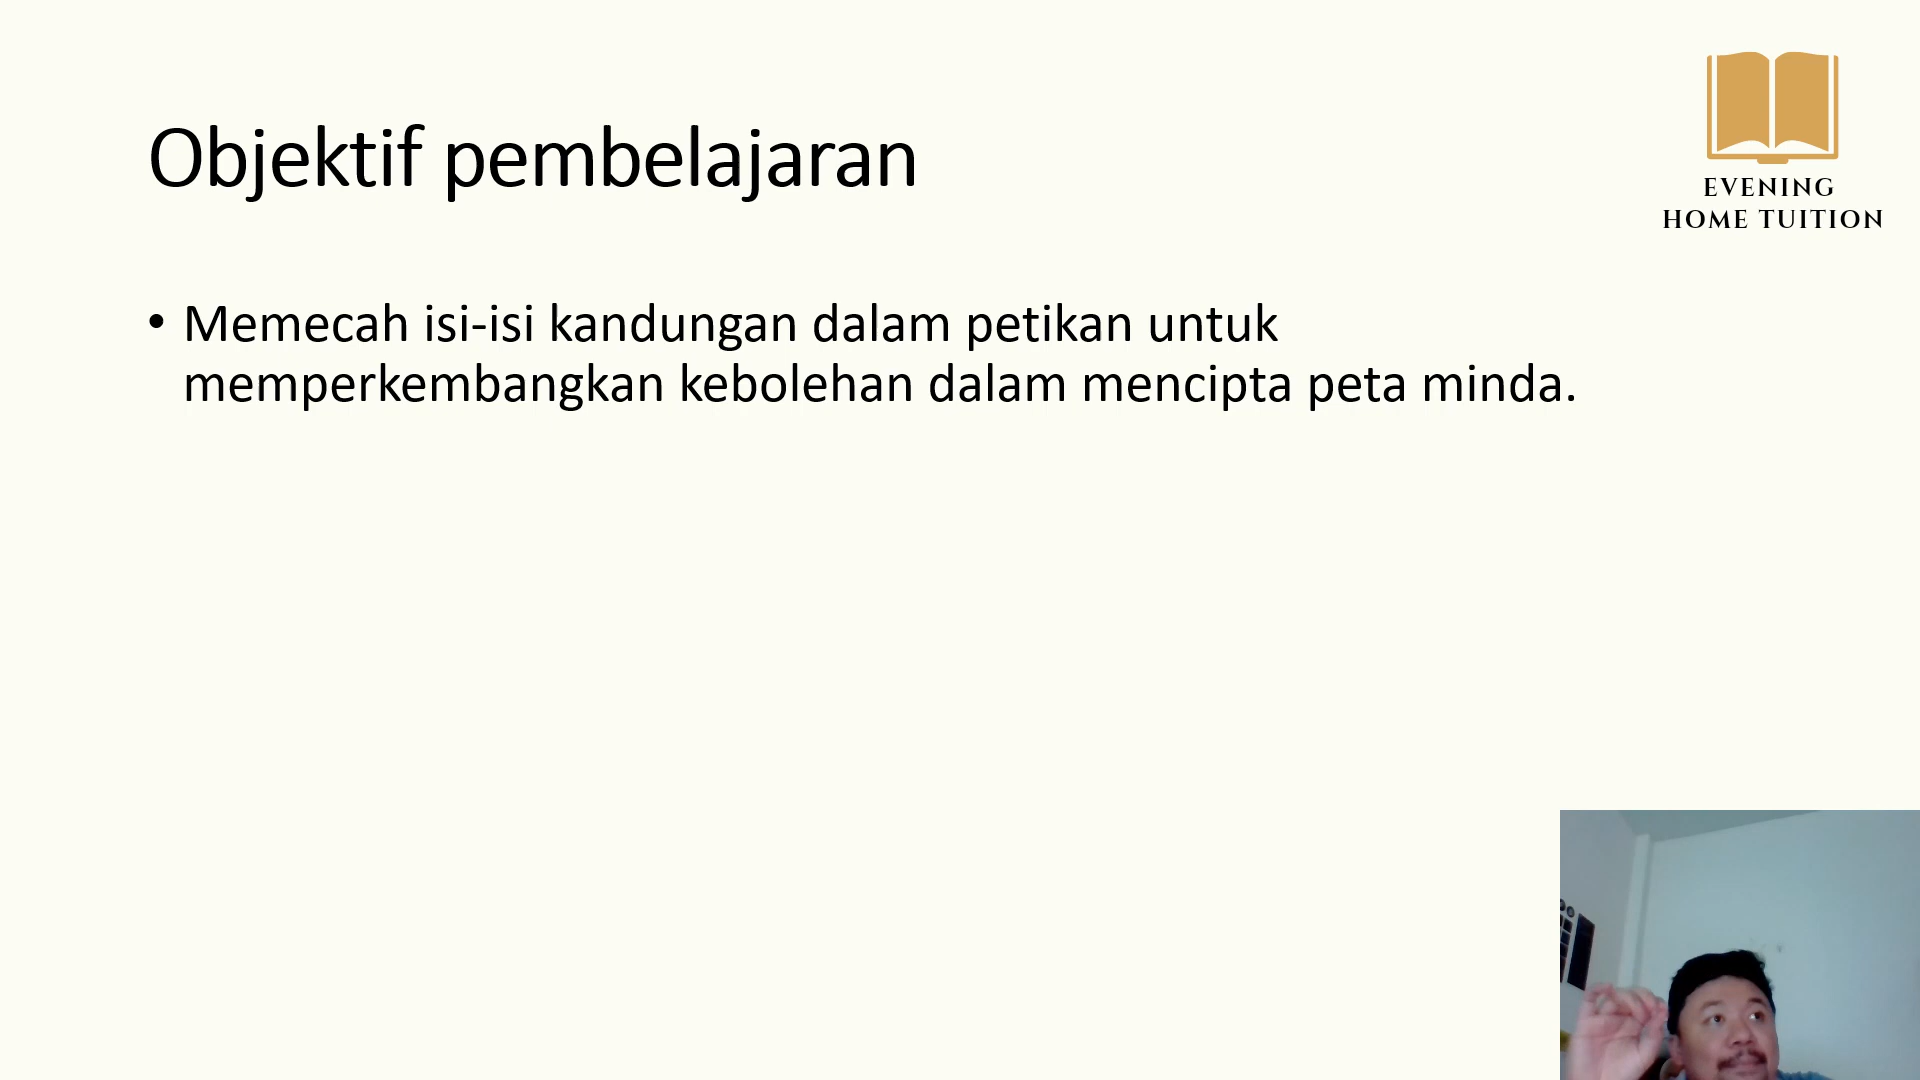 Objektif pembelajaran
EVENING
HOME TUITION
• Memecah isi-isi kandungan dalam petikan untuk
memperkembangkan kebolehan dalam mencipta peta minda.